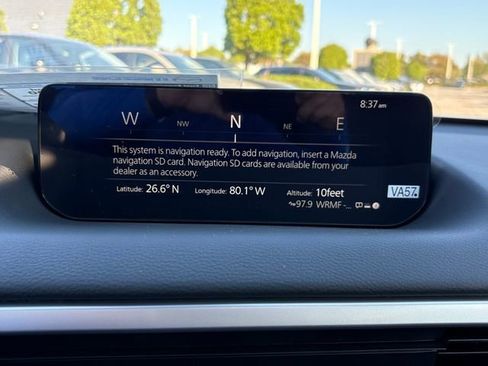 8:37am
W NW N NE E
This system is navigation ready. To add navigation, insert a Mazda
navigation SD card. Navigation SD cards are available from your
dealer as an accessory.
Latitude: 26.6° N Longitude: 80.1° W Altitude: 10feet
97.9 WRMF -...
VA57